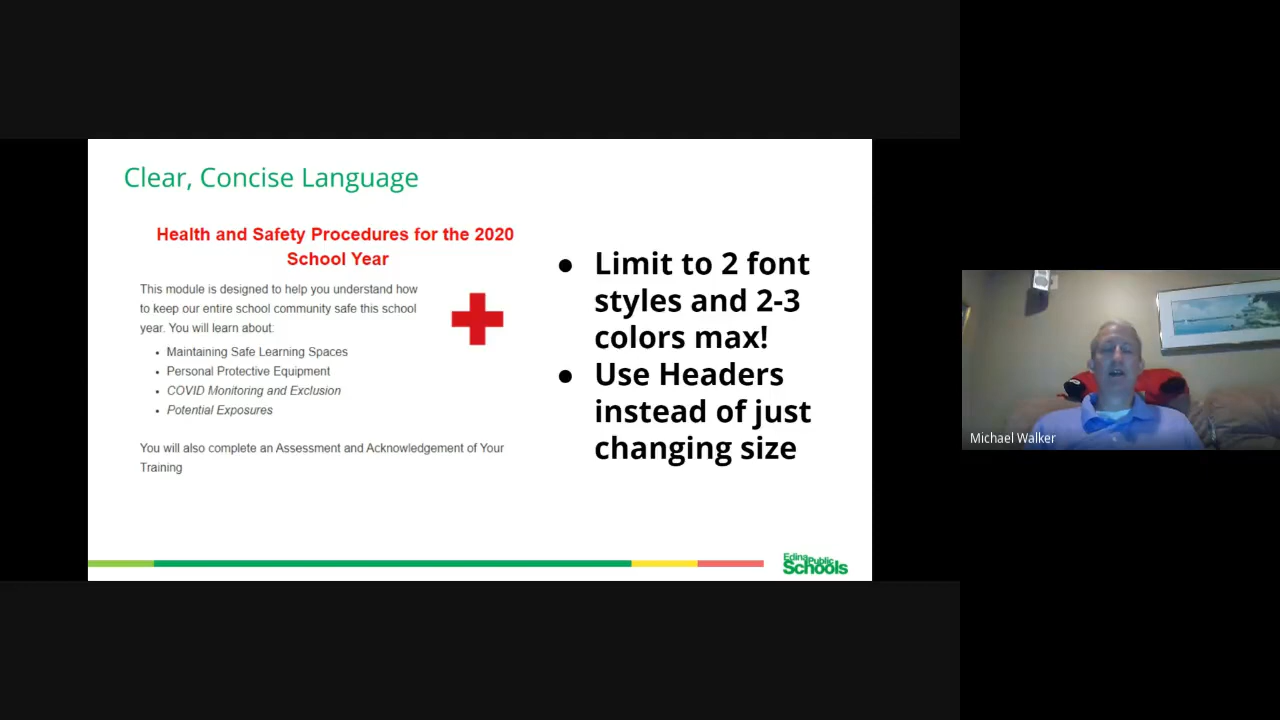 Clear, Concise Language
Health and Safety Procedures for the 2020
School Year
This module is designed to help you understand how
to keep our entire school community safe this school
year. You will learn about:
• Maintaining Safe Learning Spaces
• Personal Protective Equipment
• COVID Monitoring and Exclusion
• Potential Exposures
You will also complete an Assessment and Acknowledgement of Your
Training
● Limit to 2 font
styles and 2-3
colors max!
● Use Headers
instead of just
changing size
Edina Public
Schools
Michael Walker